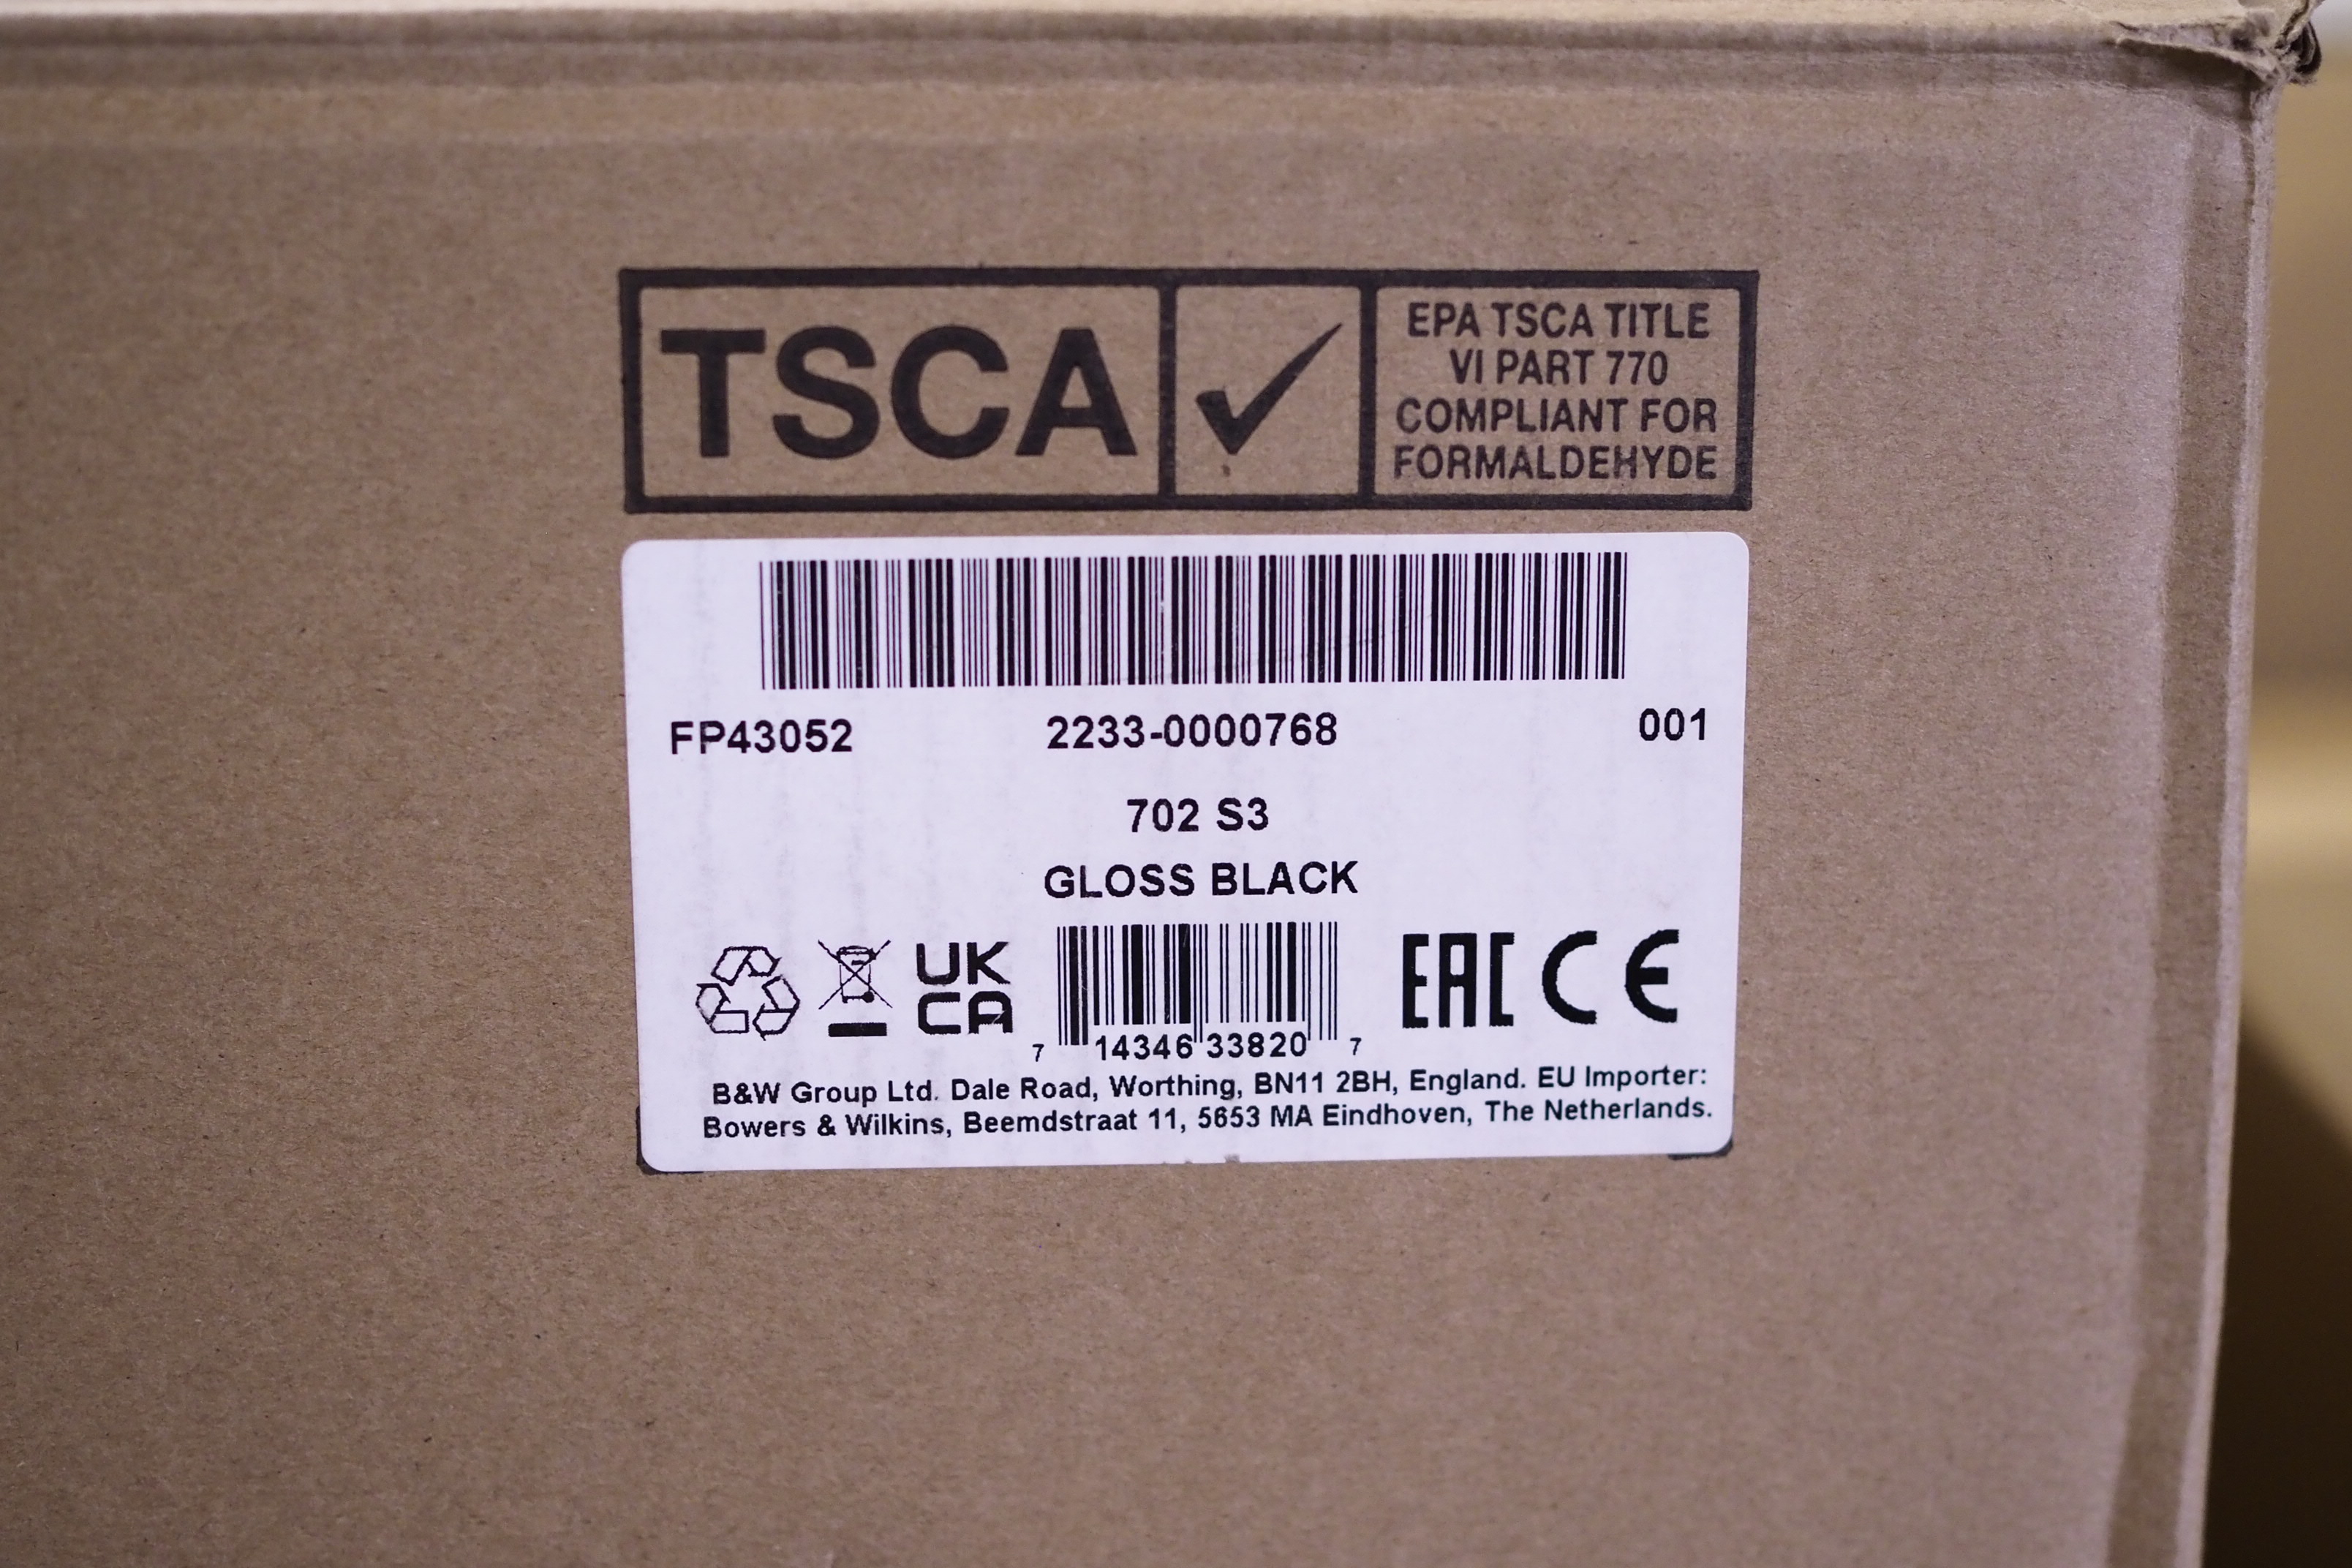 TSCA
EPA TSCA TITLE
VI PART 770
COMPLIANT FOR
FORMALDEHYDE
FP43052 2233-0000768 001
702 S3
GLOSS BLACK
UK
CA
7 14346 33820 7
EAC CE
B&W Group Ltd. Dale Road, Worthing, BN11 2BH, England. EU Importer:
Bowers & Wilkins, Beemdstraat 11, 5653 MA Eindhoven, The Netherlands.